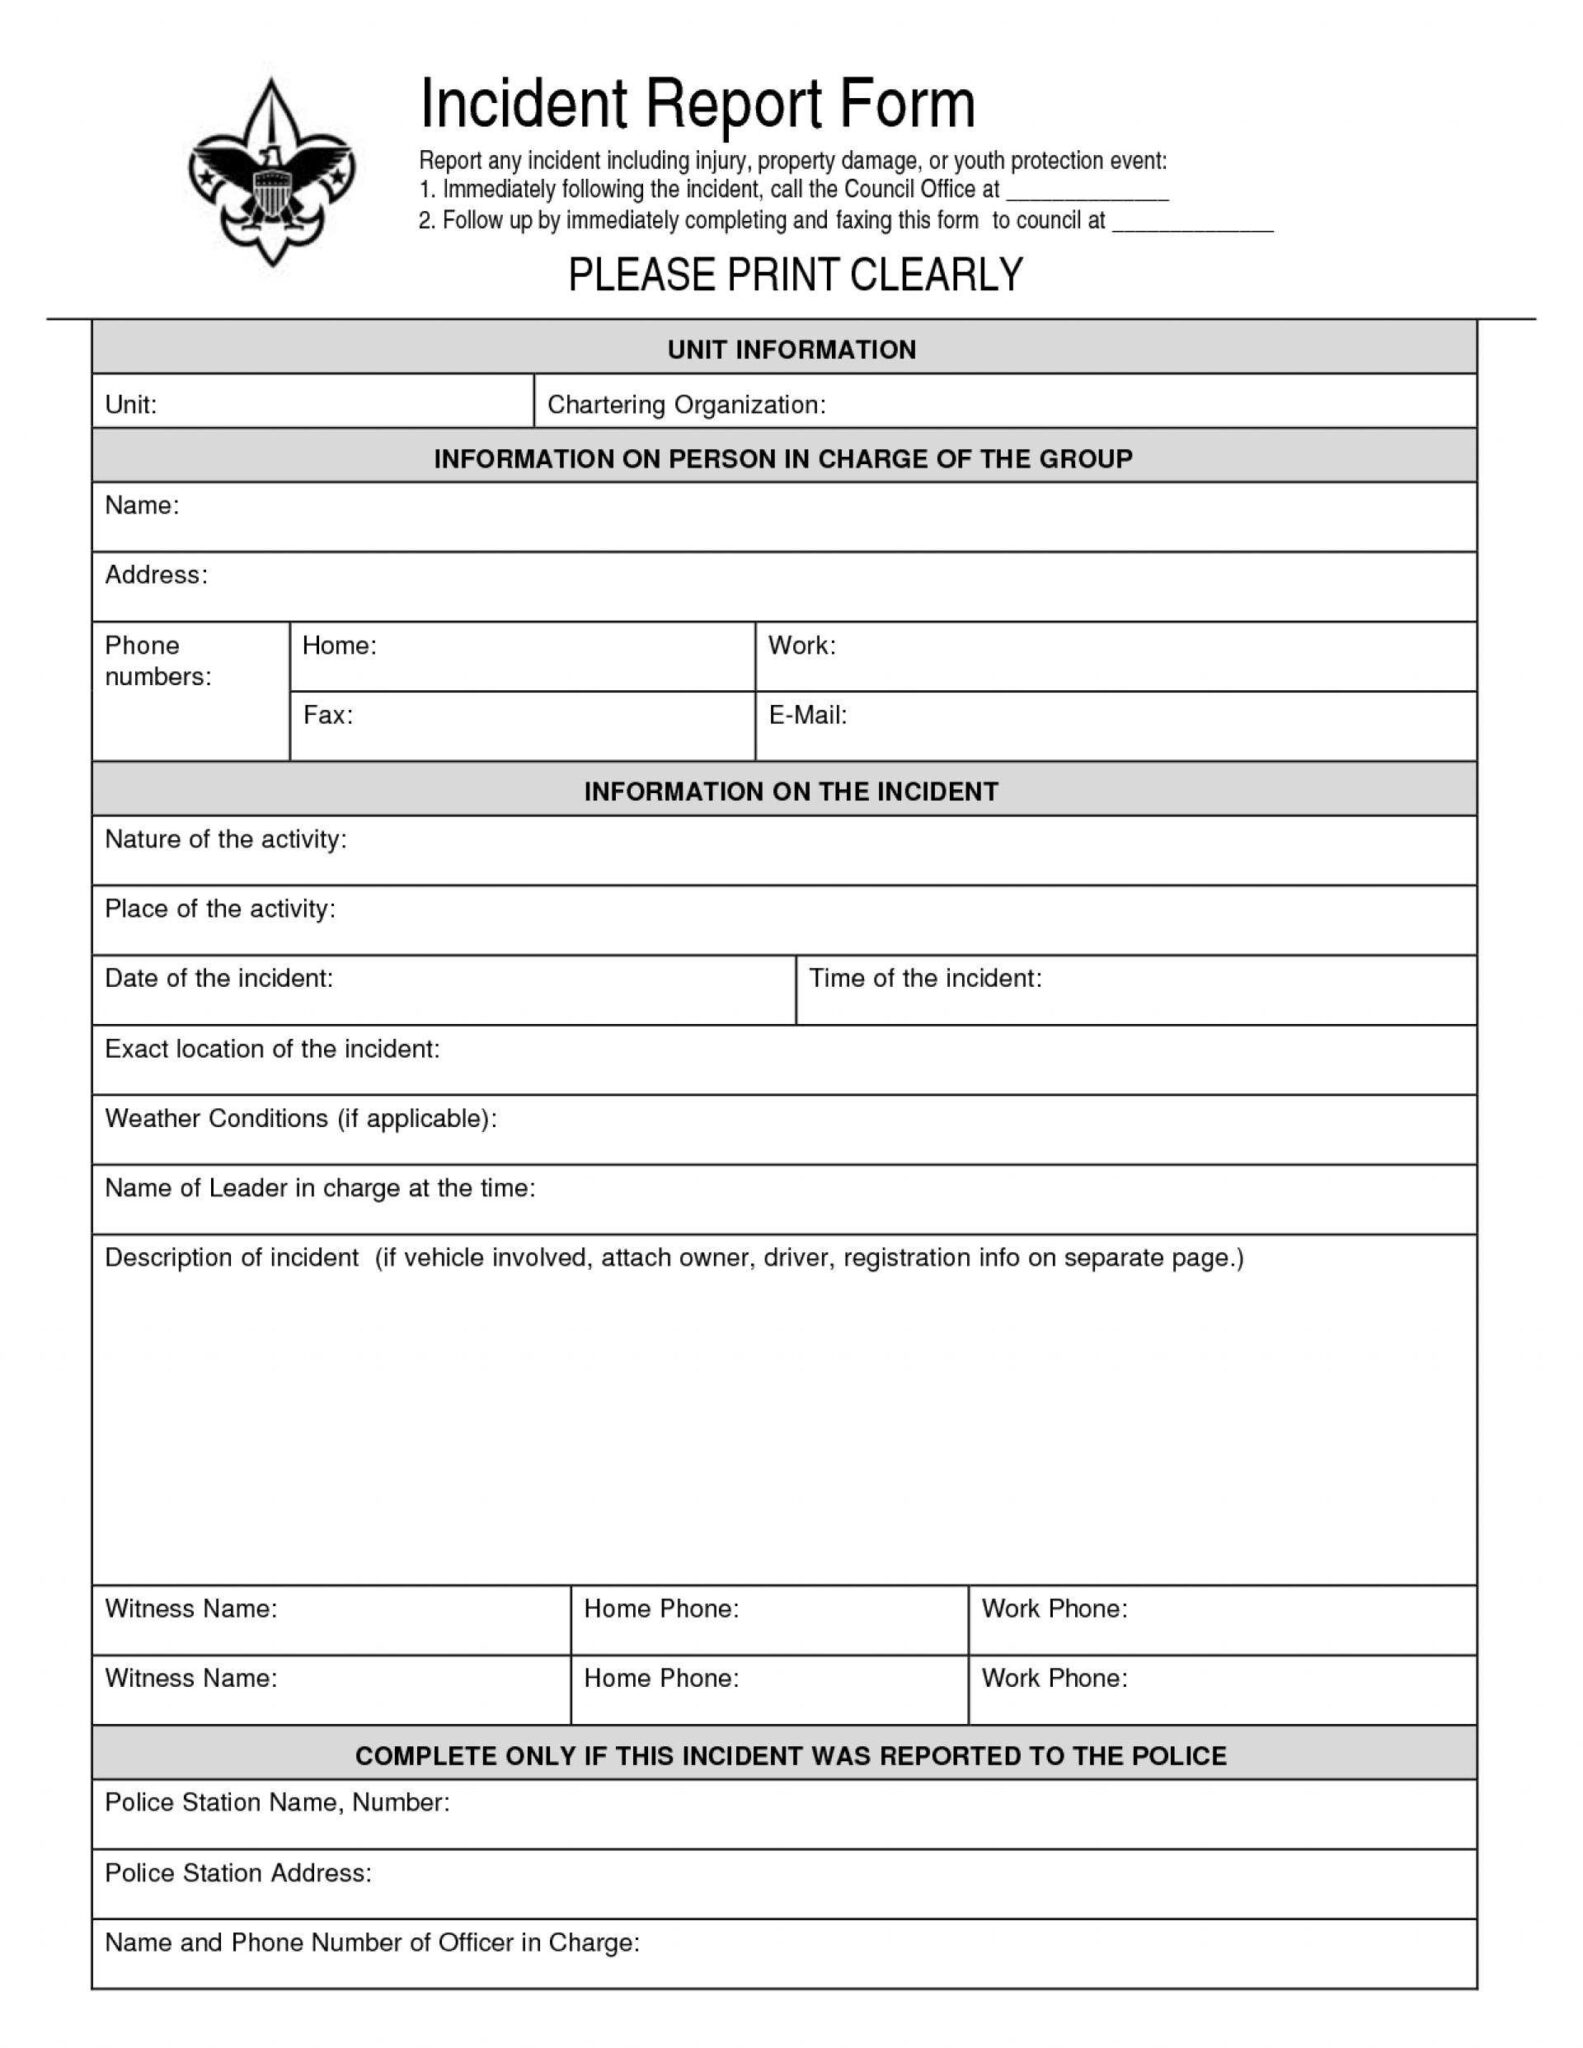 Incident Report Form
Report any incident including injury, property damage, or youth protection event:
1. Immediately following the incident, call the Council Office at ______________
2. Follow up by immediately completing and faxing this form  to council at ______________
PLEASE PRINT CLEARLY
UNIT INFORMATION
Unit:
Chartering Organization:
INFORMATION ON PERSON IN CHARGE OF THE GROUP
Name:
Address:
Phone
numbers:
Home:
Work:
Fax:
E-Mail:
INFORMATION ON THE INCIDENT
Nature of the activity:
Place of the activity:
Date of the incident:
Time of the incident:
Exact location of the incident:
Weather Conditions (if applicable):
Name of Leader in charge at the time:
Description of incident  (if vehicle involved, attach owner, driver, registration info on separate page.)
Witness Name:
Home Phone:
Work Phone:
Witness Name:
Home Phone:
Work Phone:
COMPLETE ONLY IF THIS INCIDENT WAS REPORTED TO THE POLICE
Police Station Name, Number:
Police Station Address:
Name and Phone Number of Officer in Charge: